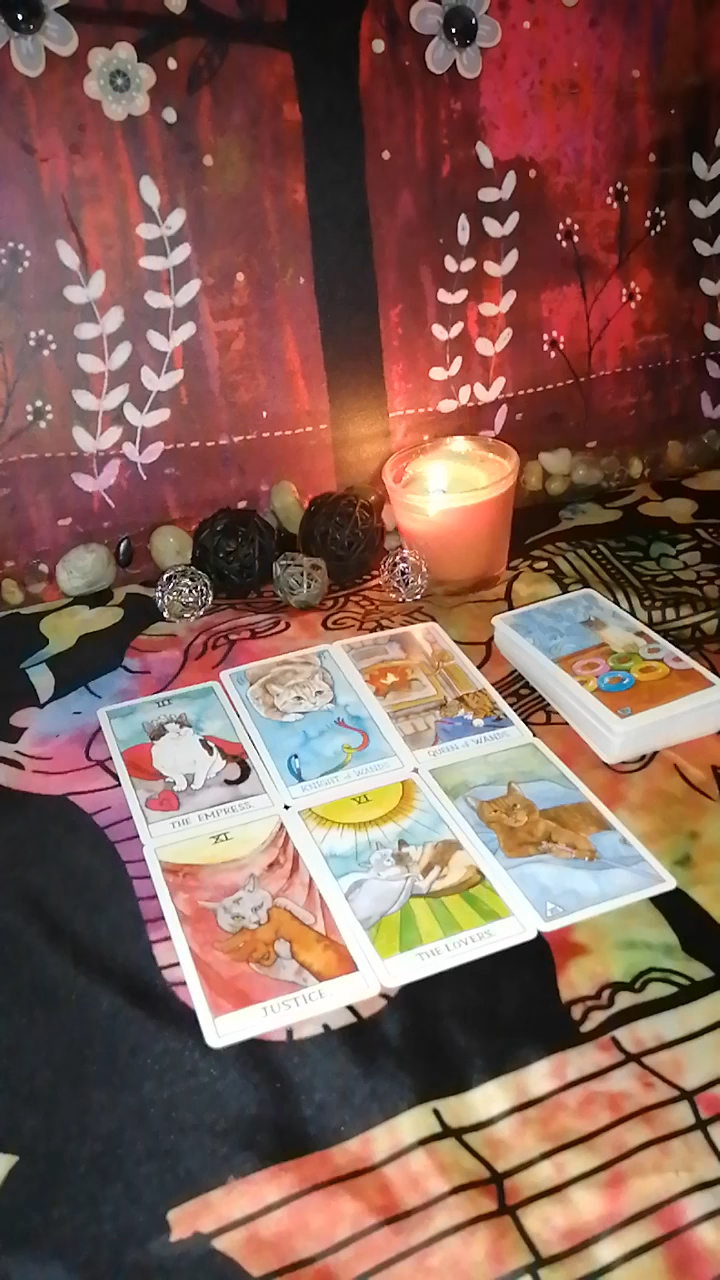 III
THE EMPRESS.
KNIGHT of WANDS
QUEEN of WANDS
XI
JUSTICE.
VI
THE LOVERS.